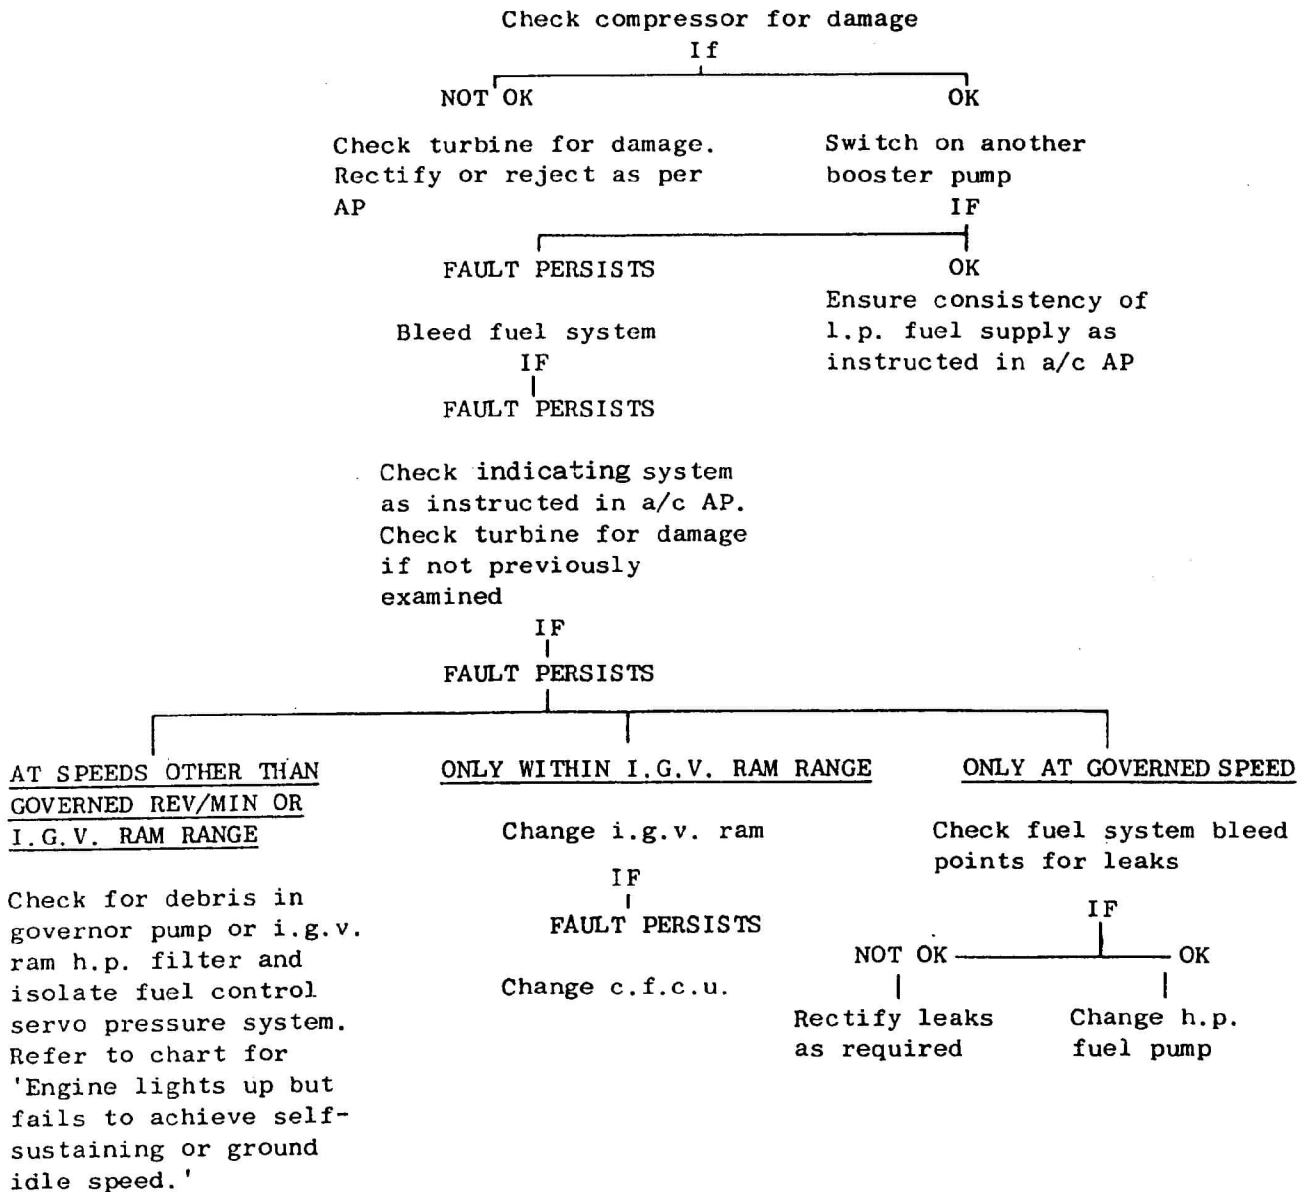 Check compressor for damage
If
NOT OK
OK
Check turbine for damage.
Rectify or reject as per
AP
Switch on another
booster pump
IF
FAULT PERSISTS
OK
Ensure consistency of
l.p. fuel supply as
instructed in a/c AP
Bleed fuel system
IF
FAULT PERSISTS
Check indicating system
as instructed in a/c AP.
Check turbine for damage
if not previously
examined
IF
FAULT PERSISTS
AT SPEEDS OTHER THAN
GOVERNED REV/MIN OR
I.G.V. RAM RANGE
Check for debris in
governor pump or i.g.v.
ram h.p. filter and
isolate fuel control
servo pressure system.
Refer to chart for
'Engine lights up but
fails to achieve self-
sustaining or ground
idle speed.'
ONLY WITHIN I.G.V. RAM RANGE
Change i.g.v. ram
IF
FAULT PERSISTS
Change c.f.c.u.
ONLY AT GOVERNED SPEED
Check fuel system bleed
points for leaks
IF
NOT OK
OK
Rectify leaks
as required
Change h.p.
fuel pump